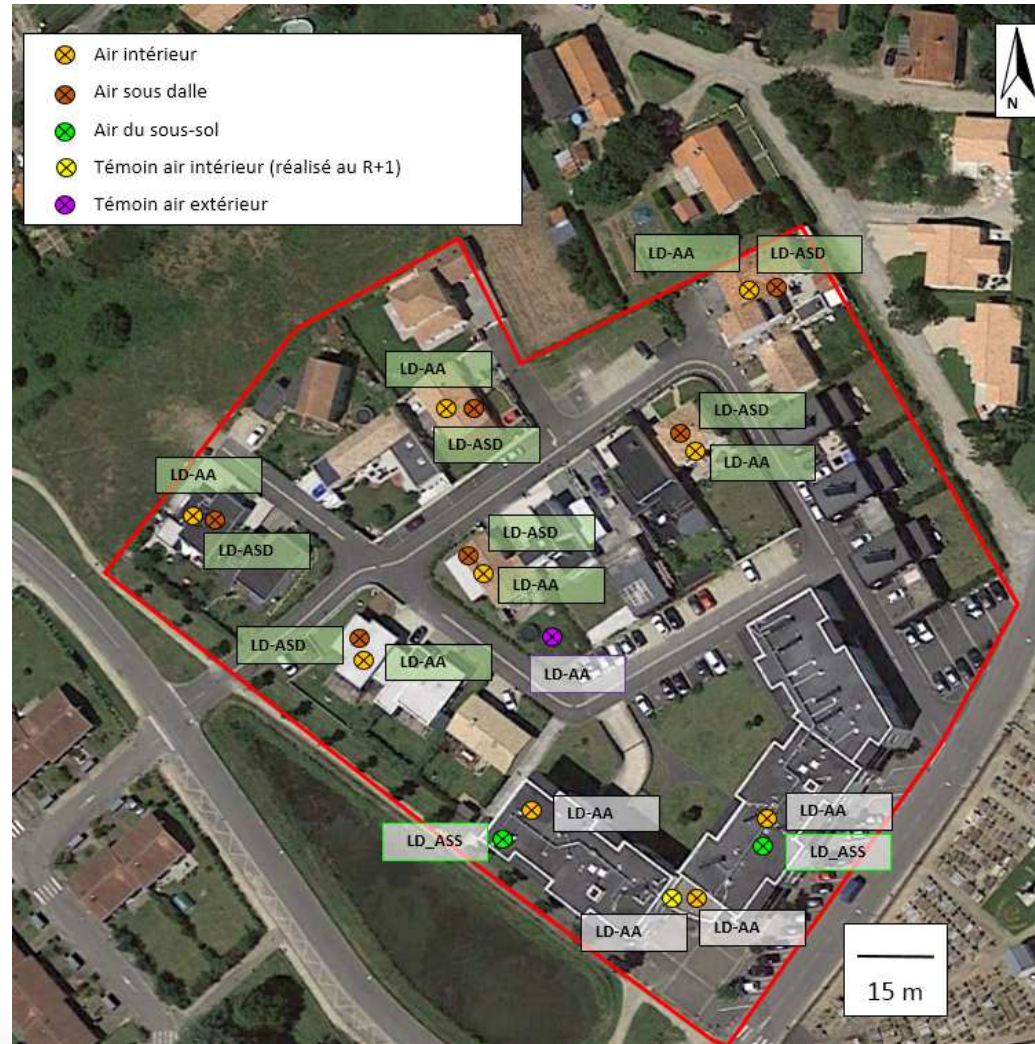 Air intérieur
Air sous dalle
Air du sous-sol
Témoin air intérieur (réalisé au R+1)
Témoin air extérieur
N
LD-AA
LD-ASD
LD-AA
LD-ASD
LD-ASD
LD-AA
LD-AA
LD-ASD
LD-ASD
LD-AA
LD-ASD
LD-AA
LD-AA
LD-AA
LD_ASS
LD-AA
LD_ASS
LD-AA
LD-AA
15 m